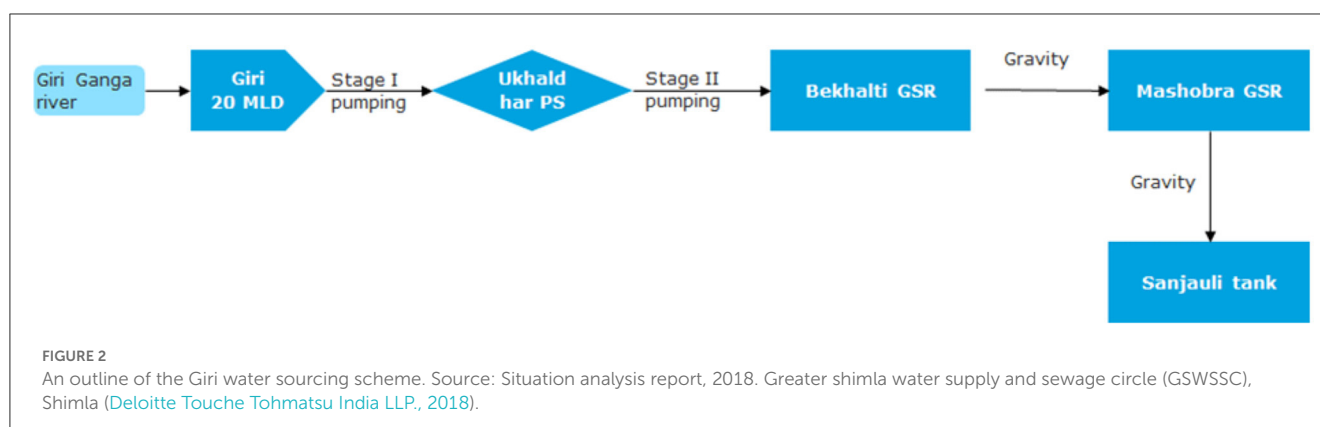 Giri Ganga
river
Giri
20 MLD
Stage I
pumping
Ukhald
har PS
Stage II
pumping
Bekhalti GSR
Gravity
Mashobra GSR
Gravity
Sanjauli tank
FIGURE 2
An outline of the Giri water sourcing scheme. Source: Situation analysis report, 2018. Greater shimla water supply and sewage circle (GSWSSC),
Shimla (Deloitte Touche Tohmatsu India LLP., 2018).